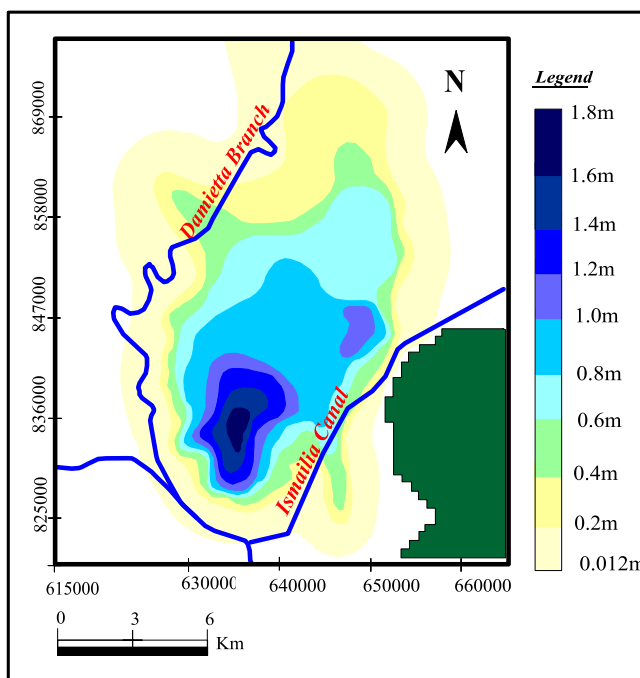 Legend
N
1.8m
1.6m
1.4m
1.2m
1.0m
0.8m
0.6m
0.4m
0.2m
0.012m
869000
858000
847000
836000
825000
Damietta Branch
Ismailia Canal
615000
630000
640000
650000
660000
0
3
6
Km